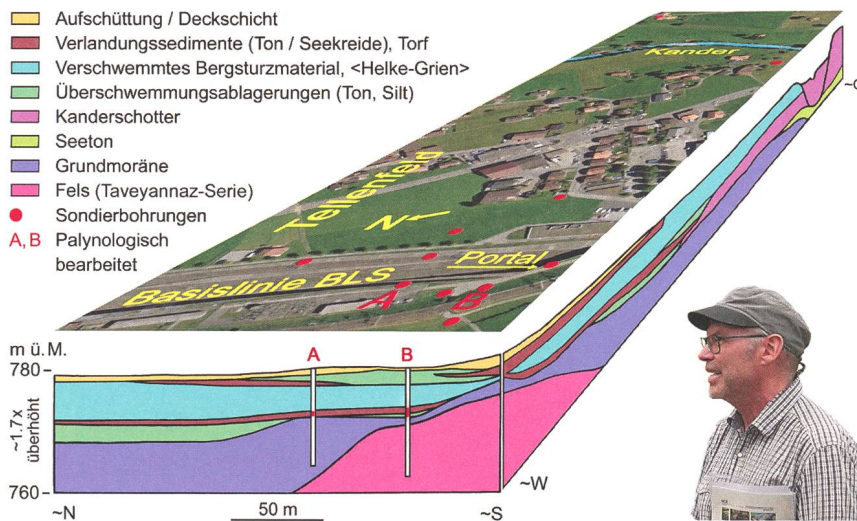 Aufschüttung / Deckschicht
Verlandungssedimente (Ton / Seekreide), Torf
Verschwemmtes Bergsturzmaterial, <Helke-Grien>
Überschwemmungsablagerungen (Ton, Silt)
Kanderschotter
Seeton
Grundmoräne
Fels (Taveyannaz-Serie)
Sondierbohrungen
A, B Palynologisch
bearbeitet
Kander
Tellenfeld
N
Portal
Basislinie BLS
A
B
m ü.M.
780
~1.7x
überhöht
760
A
B
~N
50 m
~S
~W